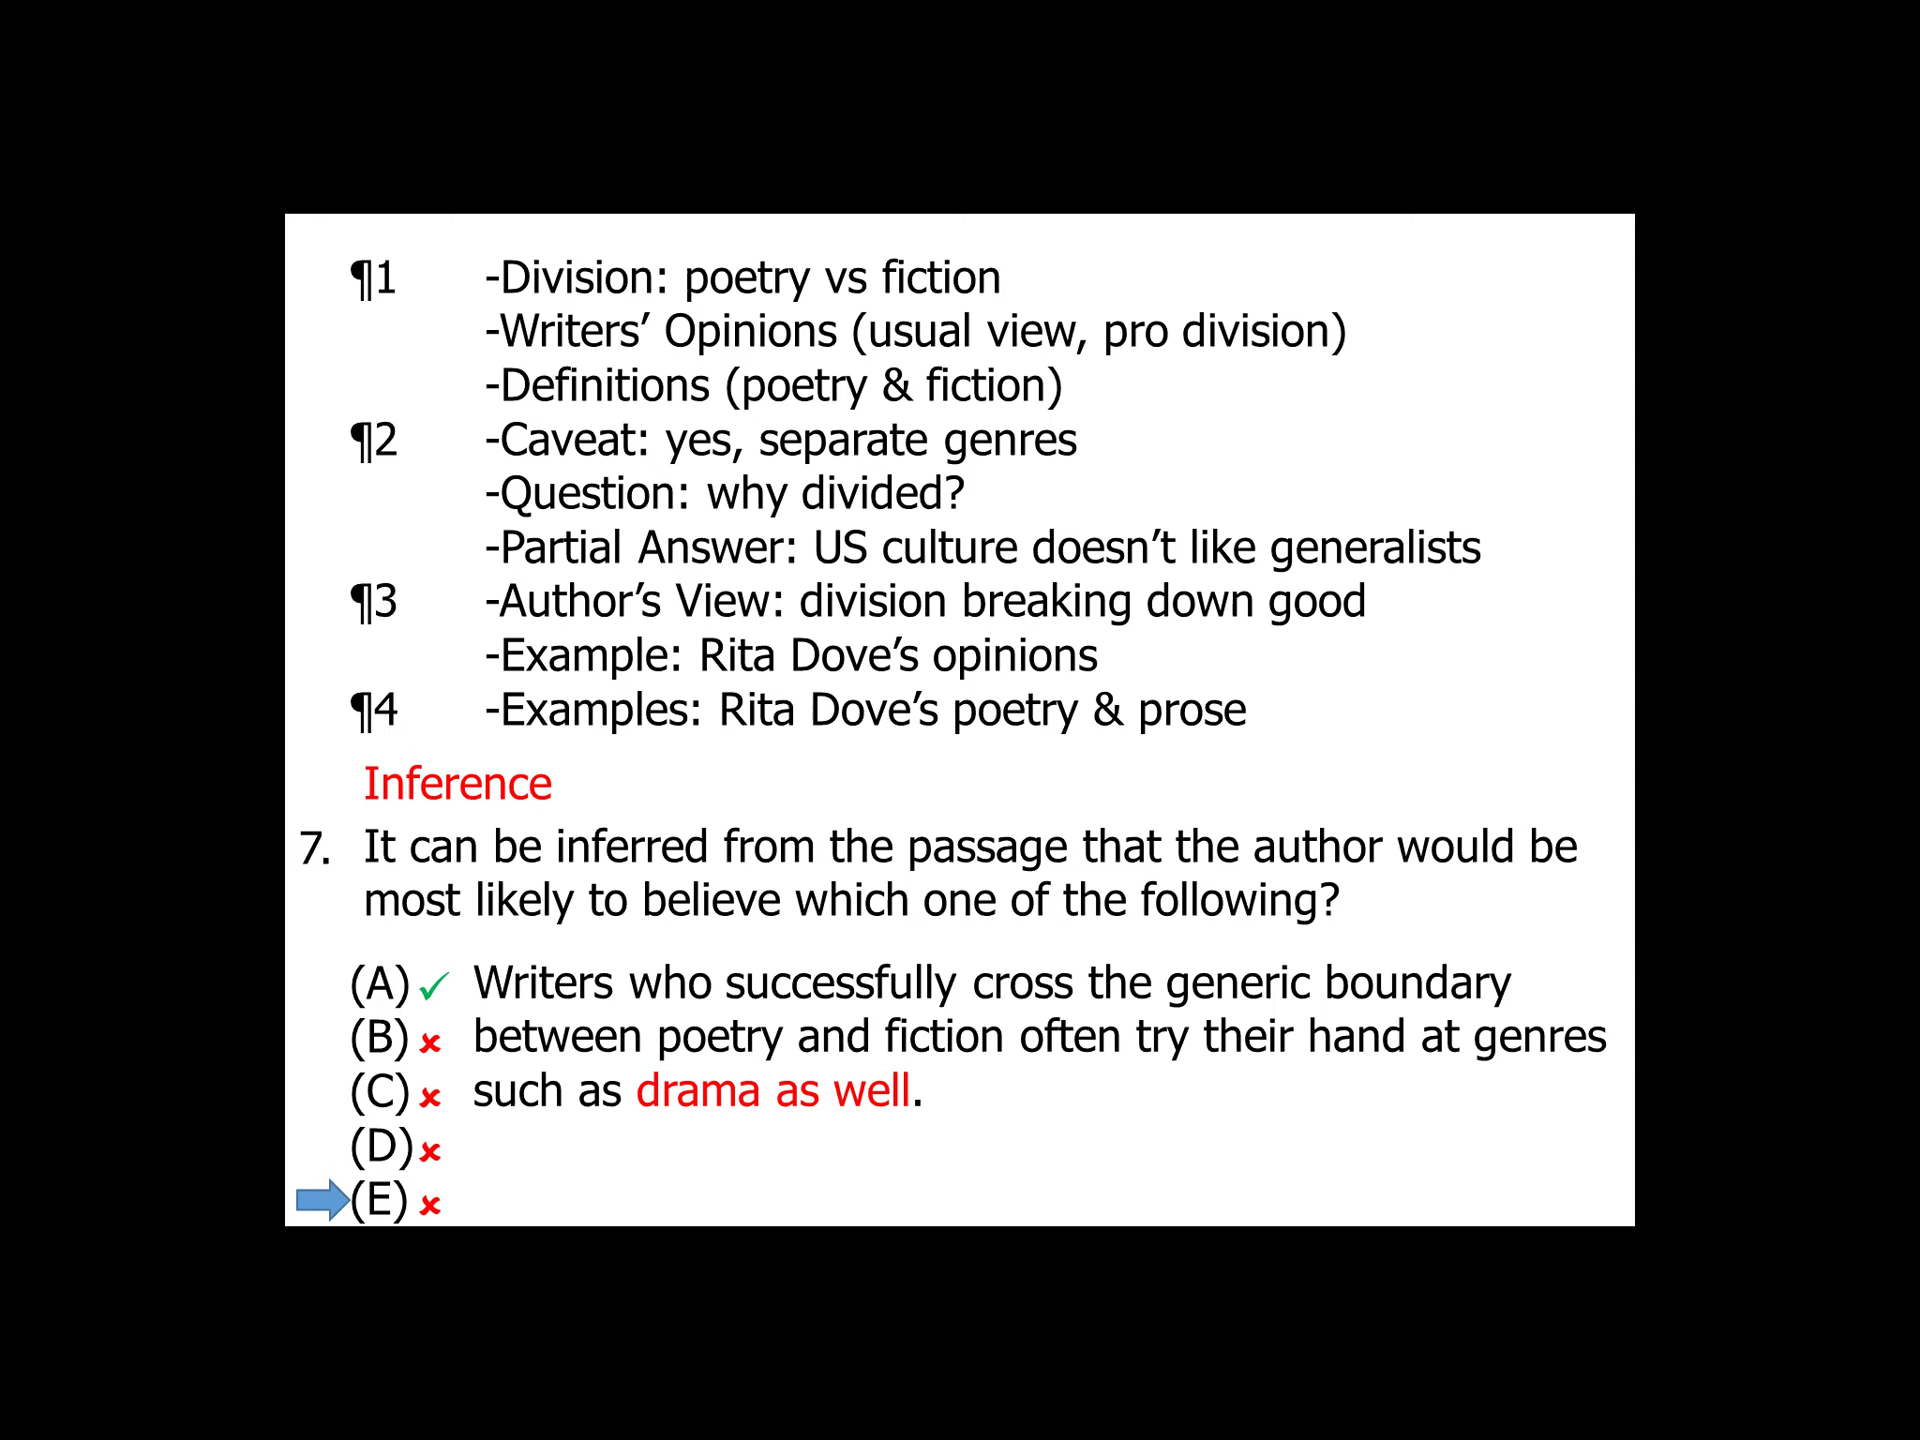 ¶1 -Division: poetry vs fiction
-Writers’ Opinions (usual view, pro division)
-Definitions (poetry & fiction)
¶2 -Caveat: yes, separate genres
-Question: why divided?
-Partial Answer: US culture doesn’t like generalists
¶3 -Author’s View: division breaking down good
-Example: Rita Dove’s opinions
¶4 -Examples: Rita Dove’s poetry & prose
Inference
7. It can be inferred from the passage that the author would be
most likely to believe which one of the following?
(A) ✓ Writers who successfully cross the generic boundary
(B) ✘ between poetry and fiction often try their hand at genres
(C) ✘ such as drama as well.
(D) ✘
(E) ✘